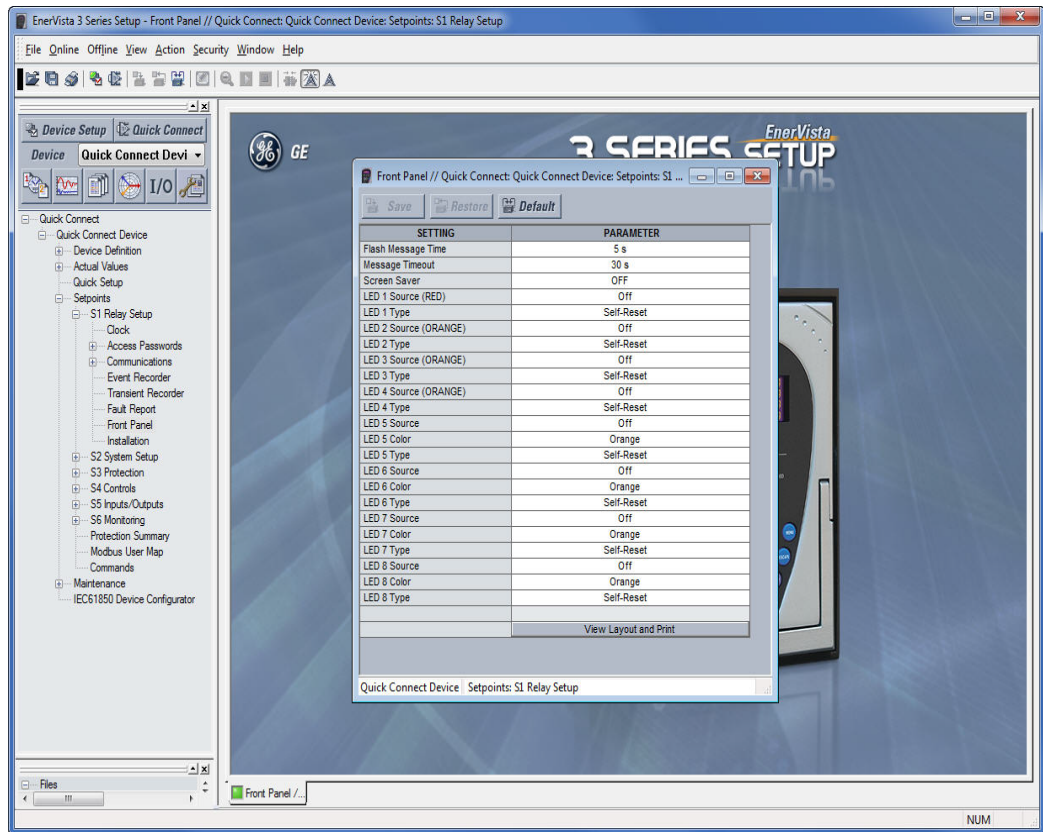 EnerVista 3 Series Setup - Front Panel // Quick Connect: Quick Connect Device: Setpoints: S1 Relay Setup
File Online Offline View Action Security Window Help
Device Setup Quick Connect
Device Quick Connect Devi
I/O
Quick Connect
Quick Connect Device
Device Definition
Actual Values
Quick Setup
Setpoints
S1 Relay Setup
Clock
Access Passwords
Communications
Event Recorder
Transient Recorder
Fault Report
Front Panel
Installation
S2 System Setup
S3 Protection
S4 Controls
S5 Inputs/Outputs
S6 Monitoring
Protection Summary
Modbus User Map
Commands
Maintenance
IEC61850 Device Configurator
Files
GE
EnerVista
3 SERIES SETUP
Front Panel // Quick Connect: Quick Connect Device: Setpoints: S1 ...
Save Restore Default
SETTING PARAMETER
Flash Message Time 5 s
Message Timeout 30 s
Screen Saver OFF
LED 1 Source (RED) Off
LED 1 Type Self-Reset
LED 2 Source (ORANGE) Off
LED 2 Type Self-Reset
LED 3 Source (ORANGE) Off
LED 3 Type Self-Reset
LED 4 Source (ORANGE) Off
LED 4 Type Self-Reset
LED 5 Source Off
LED 5 Color Orange
LED 5 Type Self-Reset
LED 6 Source Off
LED 6 Color Orange
LED 6 Type Self-Reset
LED 7 Source Off
LED 7 Color Orange
LED 7 Type Self-Reset
LED 8 Source Off
LED 8 Color Orange
LED 8 Type Self-Reset
View Layout and Print
Quick Connect Device Setpoints: S1 Relay Setup
Front Panel /...
NUM